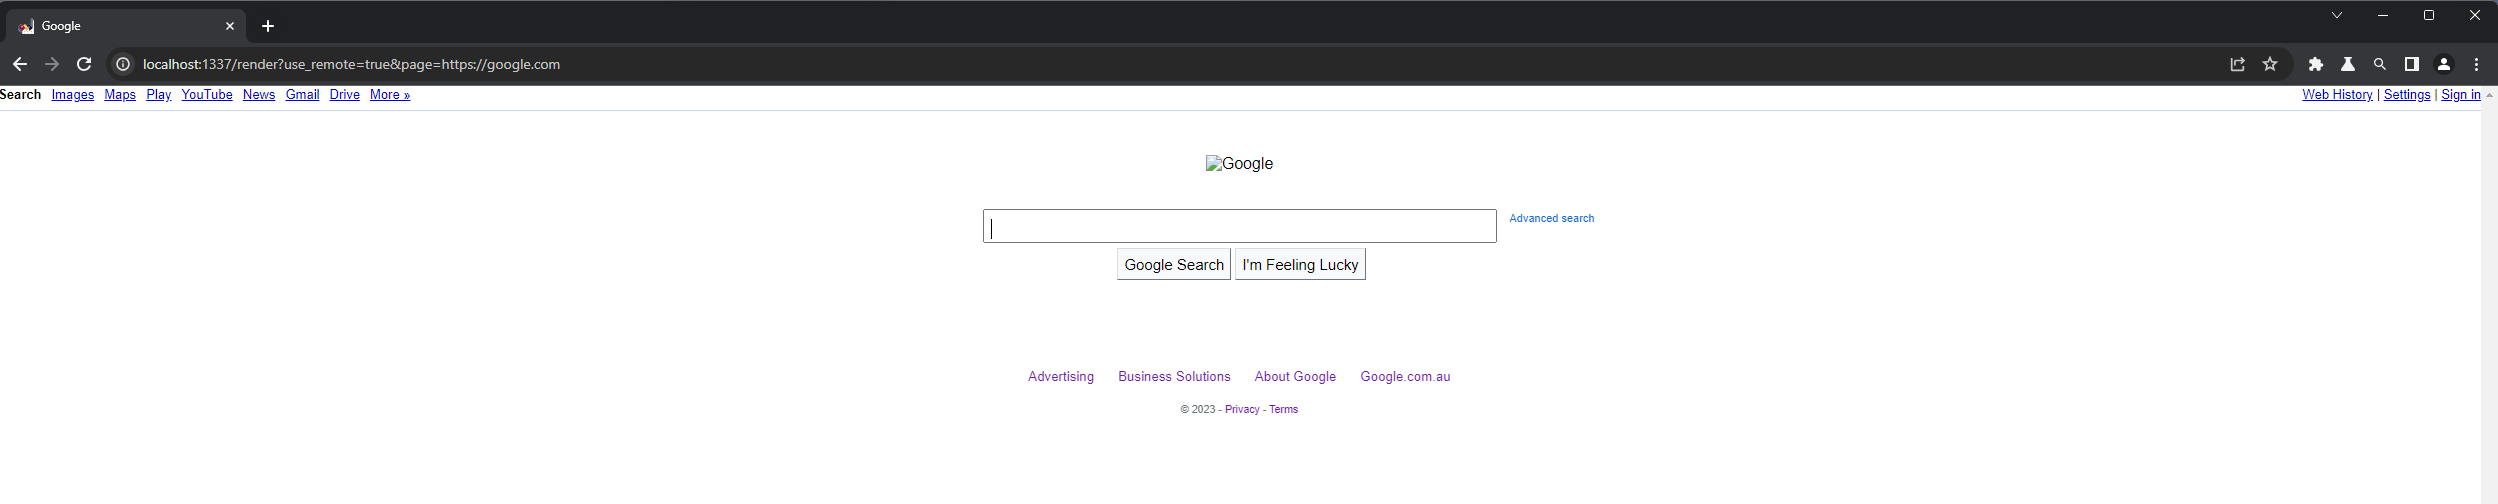 Google
localhost:1337/render?use_remote=true&page=https://google.com
Search Images Maps Play YouTube News Gmail Drive More » Web History | Settings | Sign in
Google
Advanced search
Google Search I'm Feeling Lucky
Advertising Business Solutions About Google Google.com.au
© 2023 - Privacy - Terms